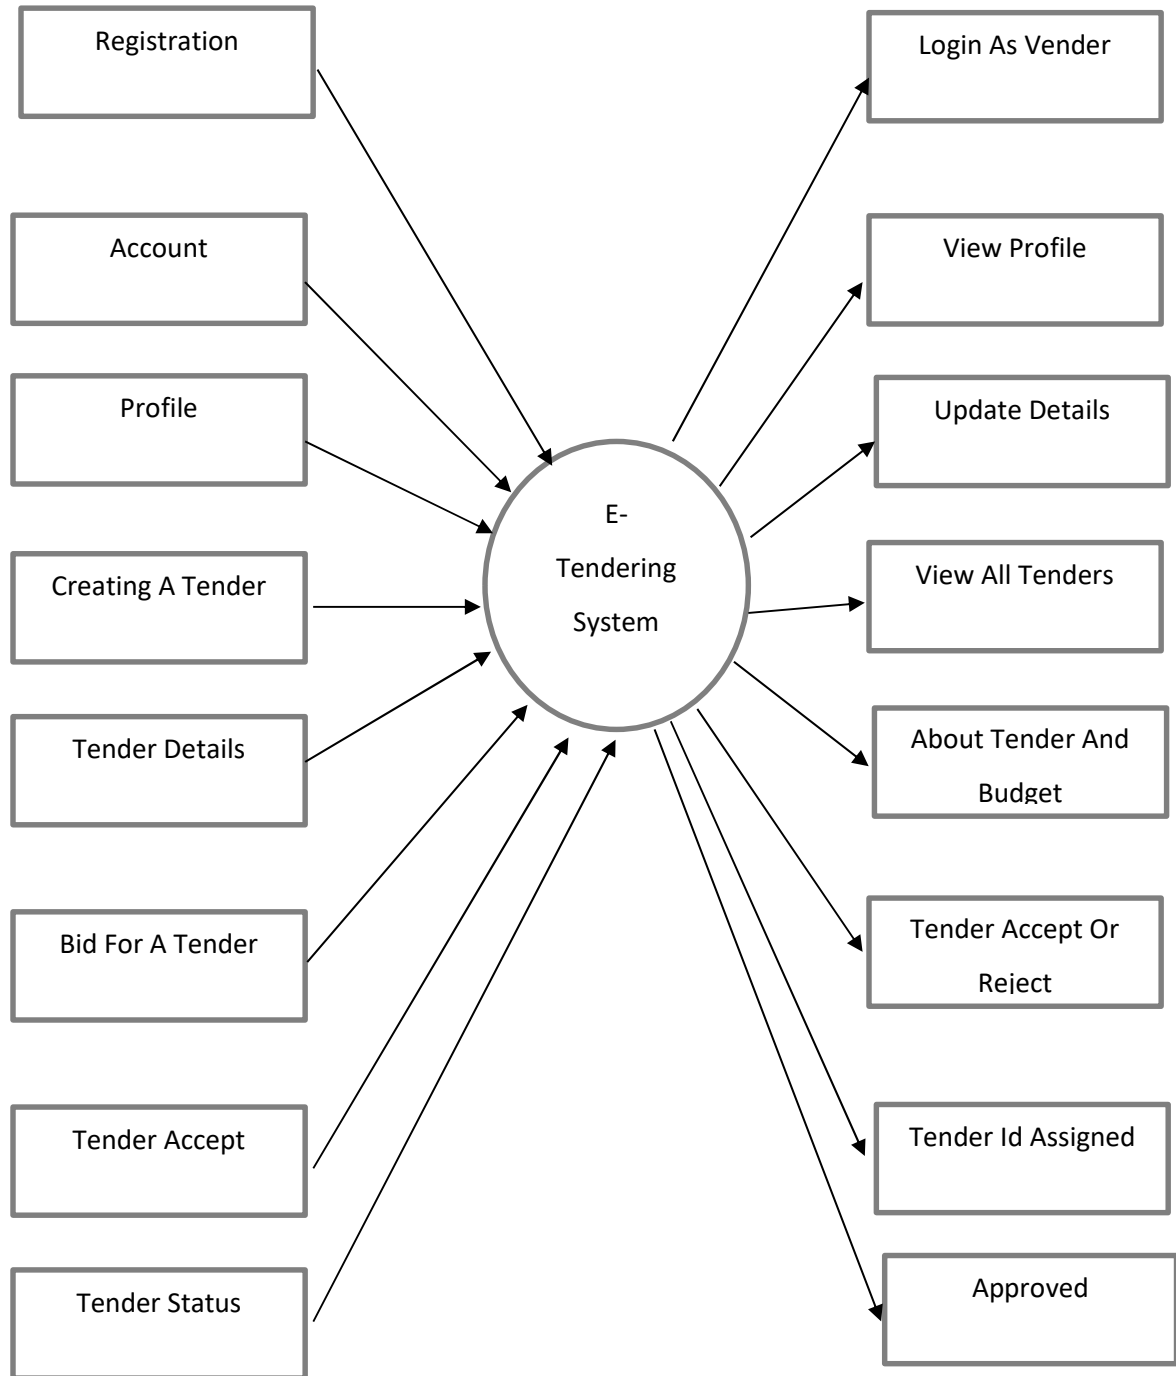 Registration
Account
Profile
Creating A Tender
Tender Details
Bid For A Tender
Tender Accept
Tender Status
E-
Tendering
System
Login As Vender
View Profile
Update Details
View All Tenders
About Tender And
Budget
Tender Accept Or
Reject
Tender Id Assigned
Approved